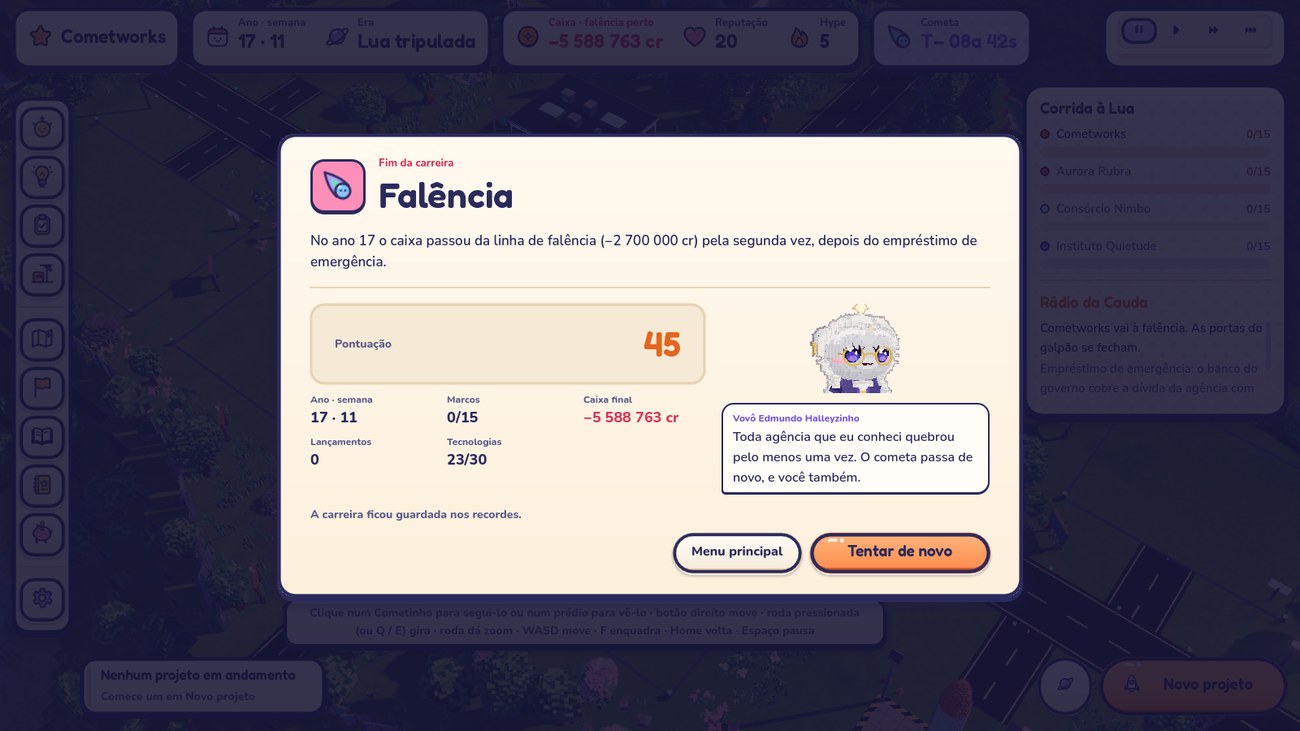 Cometworks
Ano · semana
17 · 11
Era
Lua tripulada
Caixa · falência perto
−5 588 763 cr
Reputação
20
Hype
5
Cometa
T− 08a 42s
Corrida à Lua
Cometworks 0/15
Aurora Rubra 0/15
Consórcio Nimbo 0/15
Instituto Quietude 0/15
Rádio da Cauda
Cometworks vai à falência. As portas do
galpão se fecham.
Empréstimo de emergência: o banco do
governo cobre a dívida da agência com
Fim da carreira
Falência
No ano 17 o caixa passou da linha de falência (−2 700 000 cr) pela segunda vez, depois do empréstimo de
emergência.
Pontuação 45
Ano · semana
17 · 11
Marcos
0/15
Caixa final
−5 588 763 cr
Lançamentos
0
Tecnologias
23/30
Vovô Edmundo Halleyzinho
Toda agência que eu conheci quebrou
pelo menos uma vez. O cometa passa de
novo, e você também.
A carreira ficou guardada nos recordes.
Menu principal
Tentar de novo
Clique num Cometinho para segui-lo ou num prédio para vê-lo · botão direito move · roda pressionada
(ou Q / E) gira · roda dá zoom · WASD move · F enquadra · Home volta · Espaço pausa
Nenhum projeto em andamento
Comece um em Novo projeto
Novo projeto